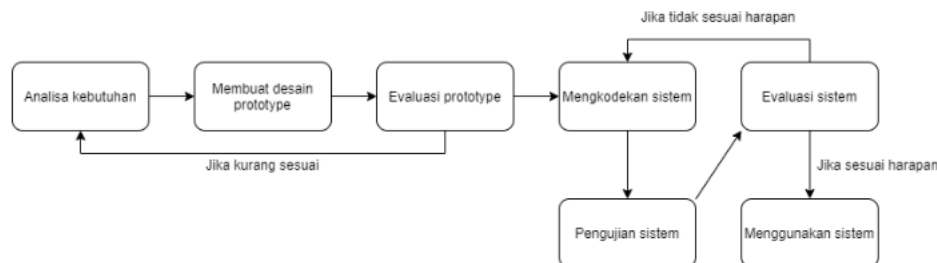 Jika tidak sesuai harapan
Analisa kebutuhan
Membuat desain
prototype
Evaluasi prototype
Mengkodekan sistem
Evaluasi sistem
Jika kurang sesuai
Jika sesuai harapan
Pengujian sistem
Menggunakan sistem